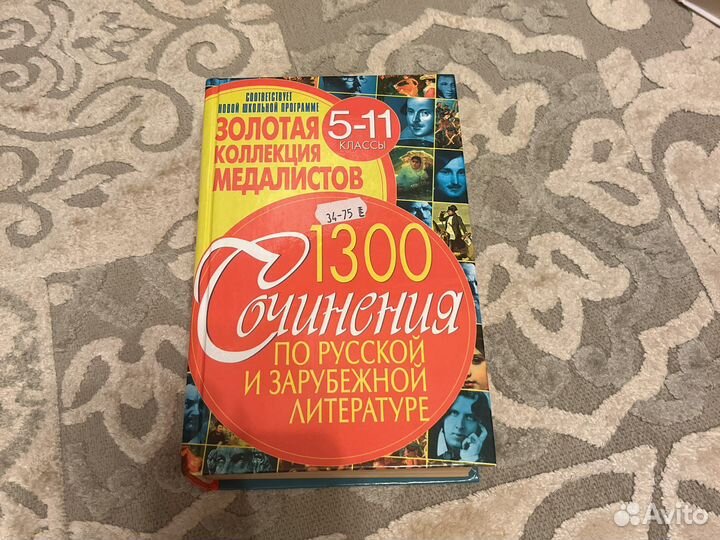 СООТВЕТСТВУЕТ
НОВОЙ ШКОЛЬНОЙ ПРОГРАММЕ
ЗОЛОТАЯ
КОЛЛЕКЦИЯ
МЕДАЛИСТОВ
5-11
КЛАССЫ
34-75
1300
Сочинения
ПО РУССКОЙ
И ЗАРУБЕЖНОЙ
ЛИТЕРАТУРЕ
Avito